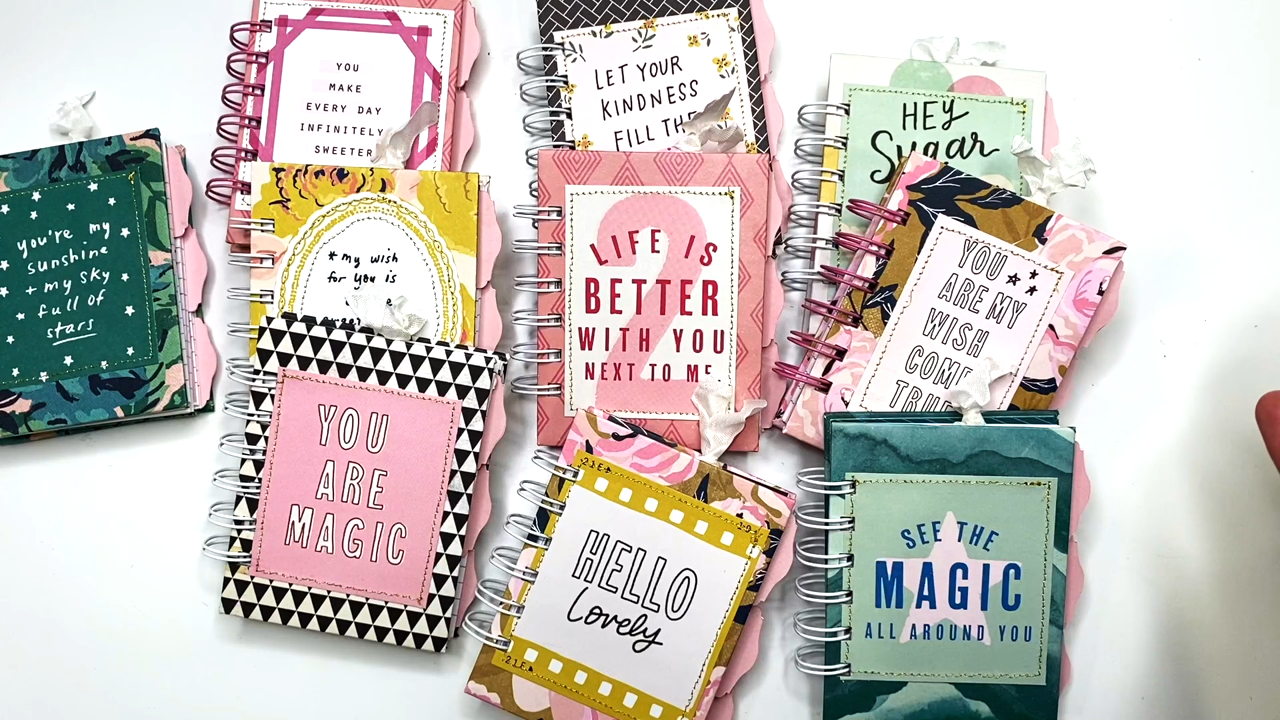 you're my
sunshine
+ my sky
full of
stars
YOU
MAKE
EVERY DAY
INFINITELY
SWEETER
* my wish
for you is
YOU
ARE
MAGIC
LET YOUR
KINDNESS
FILL THE
2
LIFE IS
BETTER
WITH YOU
NEXT TO ME.
21E
HELLO
lovely
21E
HEY
Sugar
YOU
ARE MY
WISH
COME
TRUE
SEE THE
MAGIC
ALL AROUND YOU